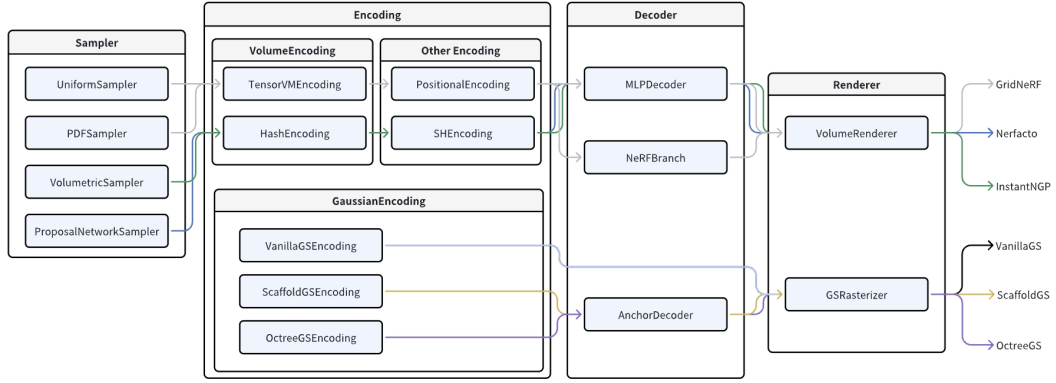 Sampler
UniformSampler
PDFSampler
VolumetricSampler
ProposalNetworkSampler
Encoding
VolumeEncoding
TensorVMEncoding
HashEncoding
Other Encoding
PositionalEncoding
SHEncoding
GaussianEncoding
VanillaGSEncoding
ScaffoldGSEncoding
OctreeGSEncoding
Decoder
MLPDecoder
NeRFBranch
AnchorDecoder
Renderer
VolumeRenderer
GSRasterizer
GridNeRF
Nerfacto
InstantNGP
VanillaGS
ScaffoldGS
OctreeGS